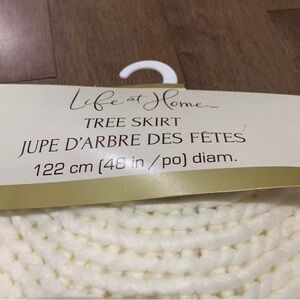 Life at Home
TREE SKIRT
JUPE D'ARBRE DES FÊTES
122 cm (48 in /po) diam.